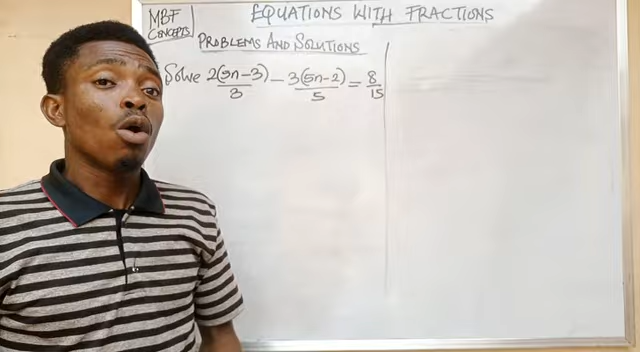 MBF
CONCEPTS
EQUATIONS WITH FRACTIONS
PROBLEMS AND SOLUTIONS
Solve 2(3n-3)/3 - 3(5n-2)/5 = 8/15